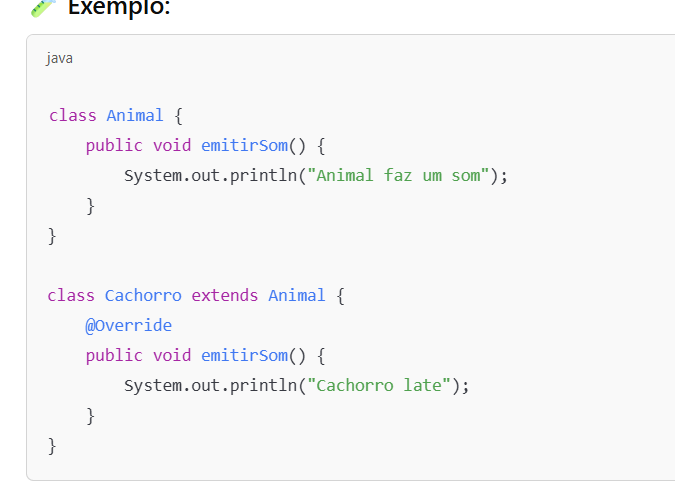 Exemplo:
java
class Animal {
    public void emitirSom() {
        System.out.println("Animal faz um som");
    }
}
class Cachorro extends Animal {
    @Override
    public void emitirSom() {
        System.out.println("Cachorro late");
    }
}